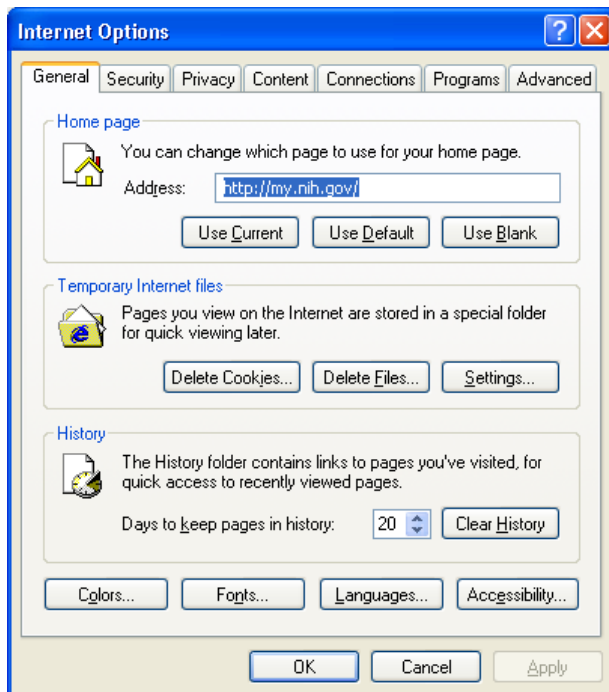 Internet Options
General Security Privacy Content Connections Programs Advanced
Home page
You can change which page to use for your home page.
Address: http://my.nih.gov/
Use Current Use Default Use Blank
Temporary Internet files
Pages you view on the Internet are stored in a special folder
for quick viewing later.
Delete Cookies... Delete Files... Settings...
History
The History folder contains links to pages you've visited, for
quick access to recently viewed pages.
Days to keep pages in history: 20 Clear History
Colors... Fonts... Languages... Accessibility...
OK Cancel Apply